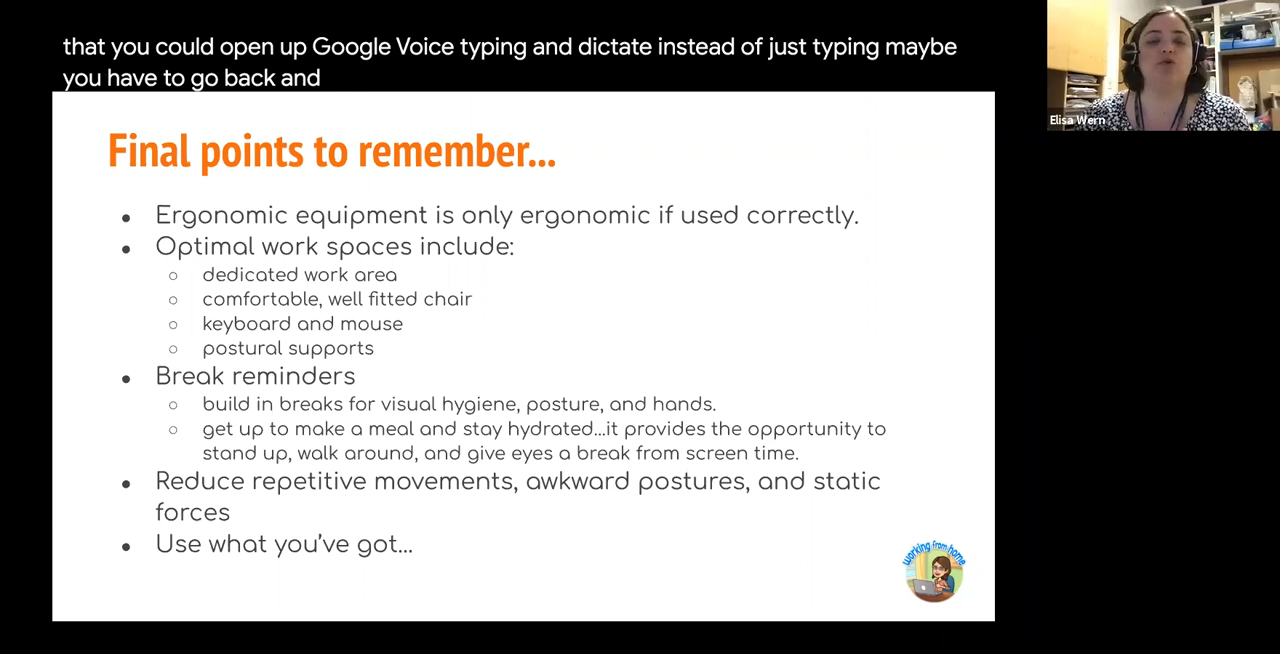 that you could open up Google Voice typing and dictate instead of just typing maybe
you have to go back and
Elisa Wern
Final points to remember...
● Ergonomic equipment is only ergonomic if used correctly.
● Optimal work spaces include:
○ dedicated work area
○ comfortable, well fitted chair
○ keyboard and mouse
○ postural supports
● Break reminders
○ build in breaks for visual hygiene, posture, and hands.
○ get up to make a meal and stay hydrated...it provides the opportunity to
stand up, walk around, and give eyes a break from screen time.
● Reduce repetitive movements, awkward postures, and static
forces
● Use what you've got...
working from home